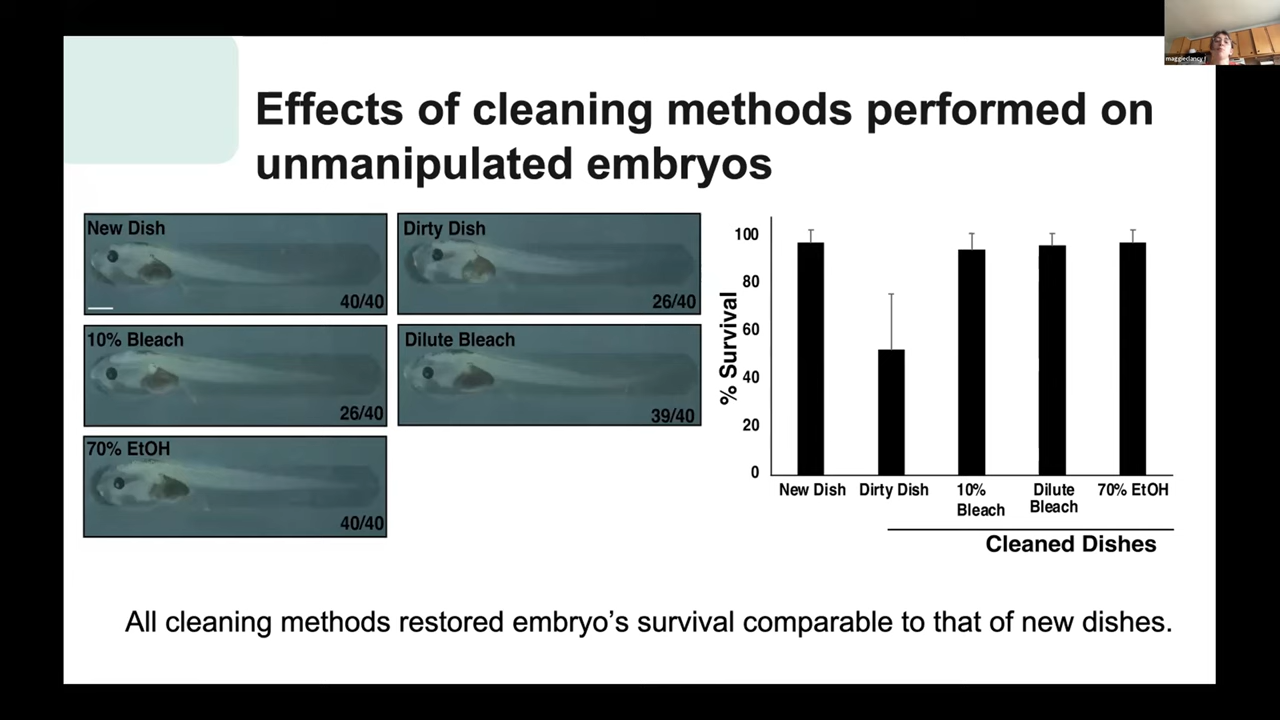 Effects of cleaning methods performed on
unmanipulated embryos
New Dish
40/40
Dirty Dish
26/40
10% Bleach
26/40
Dilute Bleach
39/40
70% EtOH
40/40
% Survival
100
80
60
40
20
0
New Dish
Dirty Dish
10%
Bleach
Dilute
Bleach
70% EtOH
Cleaned Dishes
All cleaning methods restored embryo’s survival comparable to that of new dishes.